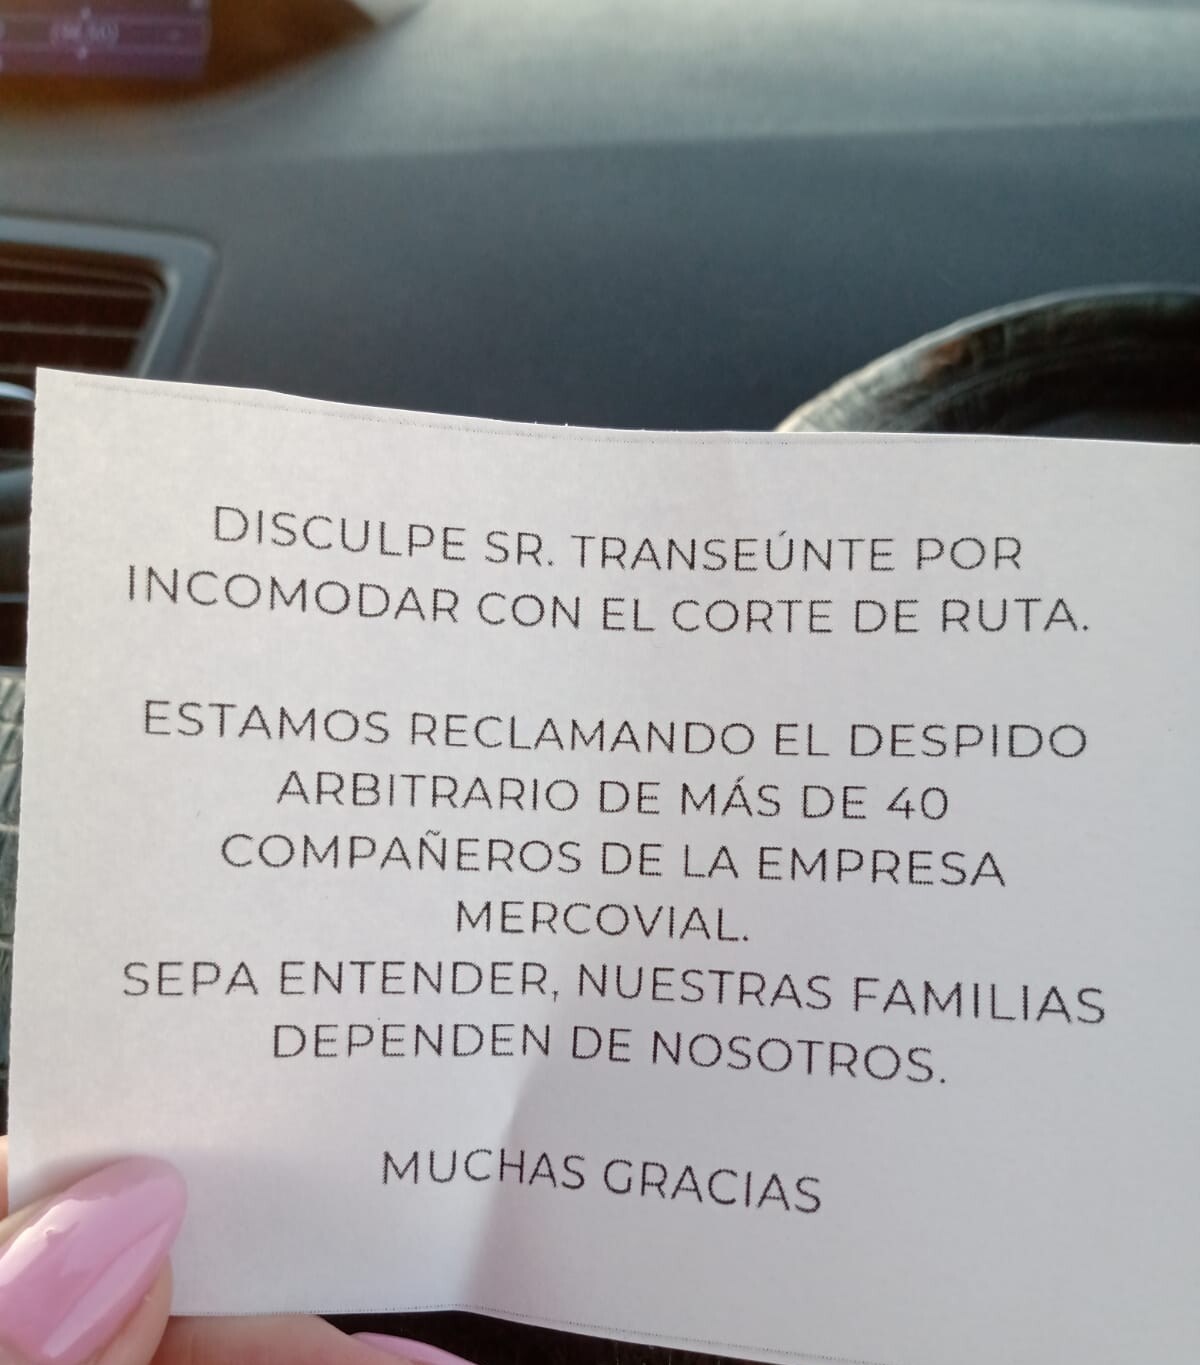 DISCULPE SR. TRANSEÚNTE POR
INCOMODAR CON EL CORTE DE RUTA.
ESTAMOS RECLAMANDO EL DESPIDO
ARBITRARIO DE MÁS DE 40
COMPAÑEROS DE LA EMPRESA
MERCOVIAL.
SEPA ENTENDER, NUESTRAS FAMILIAS
DEPENDEN DE NOSOTROS.
MUCHAS GRACIAS